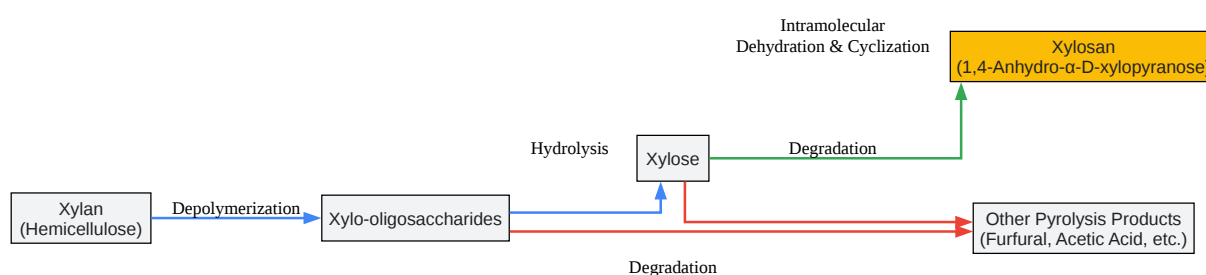 Intramolecular
Dehydration & Cyclization
Xylosan
(1,4-Anhydro-α-D-xylopyranose)
Hydrolysis
Xylose
Degradation
Xylan
(Hemicellulose)
Depolymerization
Xylo-oligosaccharides
Other Pyrolysis Products
(Furfural, Acetic Acid, etc.)
Degradation